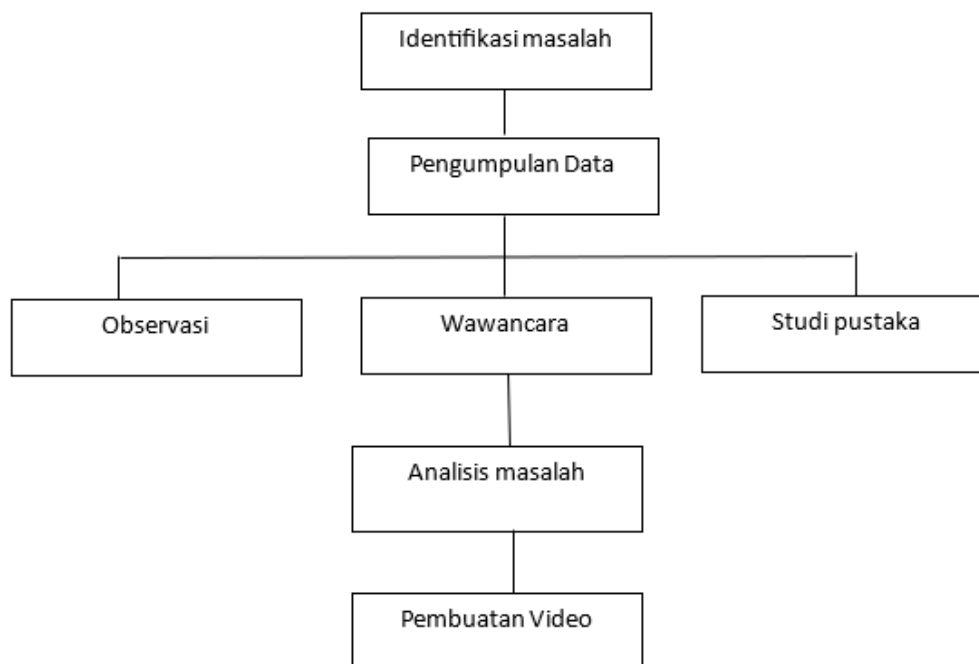 Identifikasi masalah
Pengumpulan Data
Observasi
Wawancara
Studi pustaka
Analisis masalah
Pembuatan Video